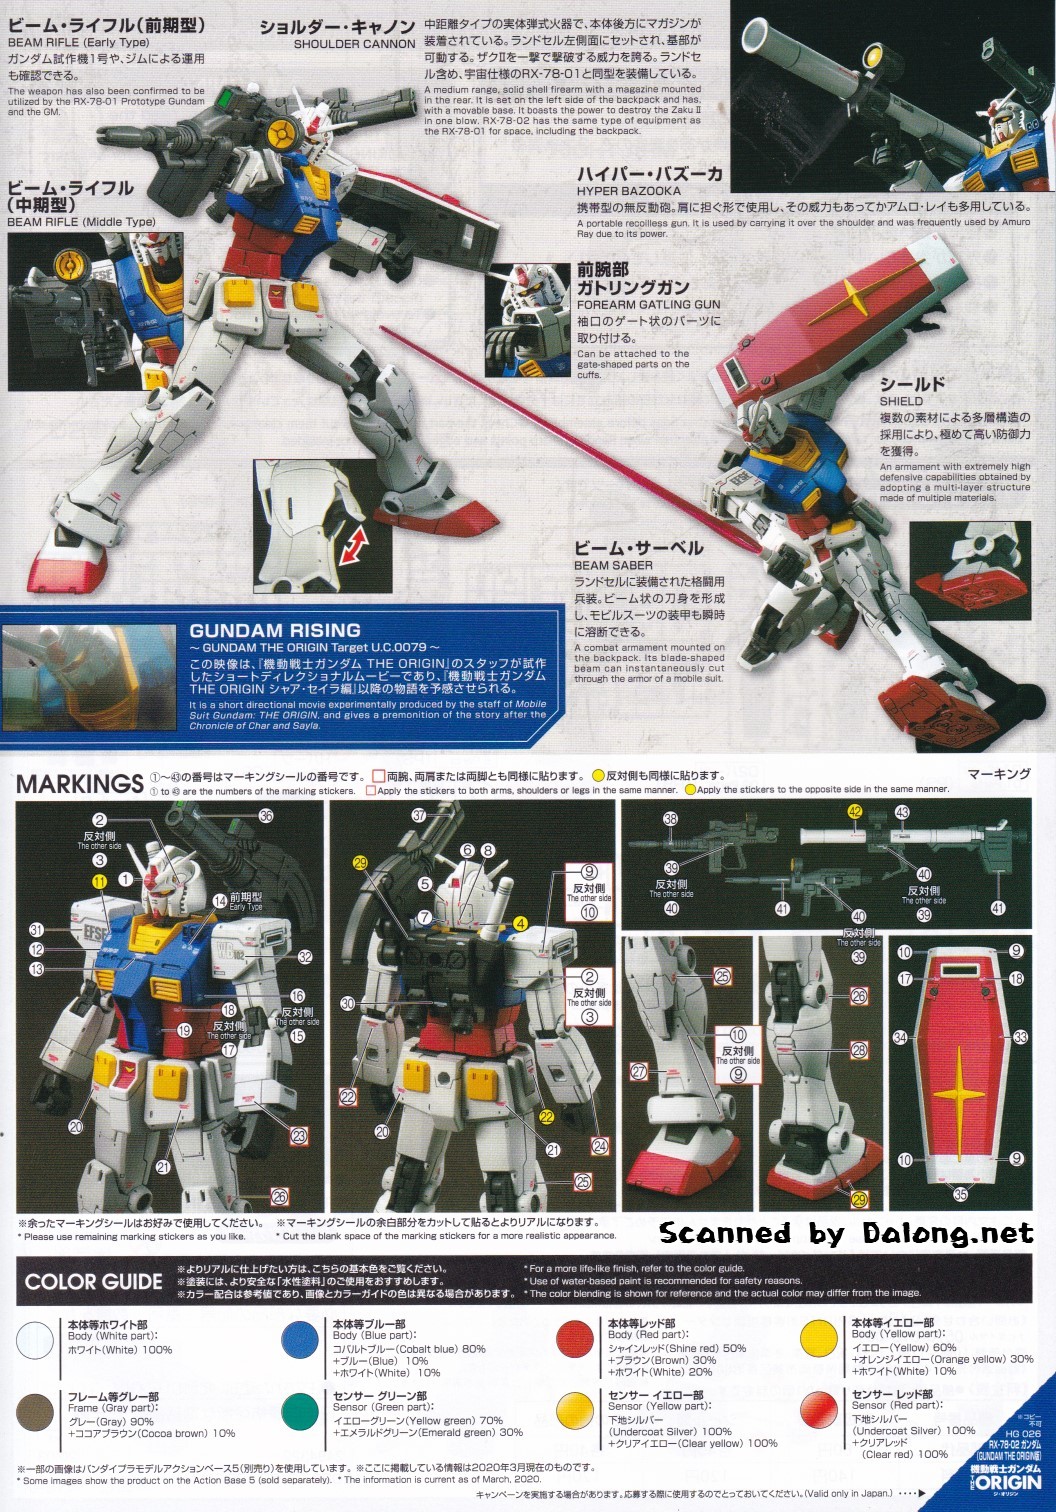 ビーム・ライフル(前期型)
BEAM RIFLE (Early Type)
ガンダム試作機1号や、ジムによる運用
も確認できる。
The weapon has also been confirmed to be
utilized by the RX-78-01 Prototype Gundam
and the GM.
ショルダー・キャノン
SHOULDER CANNON
中距離タイプの実体弾式火器で、本体後方にマガジンが
装着されている。ランドセル左側面にセットされ、基部が
可動する。ザクⅡを一撃で撃破する威力を誇る。ランドセ
ル含め、宇宙仕様のRX-78-01と同型を装備している。
A medium range, solid shell firearm with a magazine mounted
in the rear. It is set on the left side of the backpack and has,
with a movable base. It boasts the power to destroy the Zaku Ⅱ
in one blow. RX-78-02 has the same type of equipment as
the RX-78-01 for space, including the backpack.
ビーム・ライフル
(中期型)
BEAM RIFLE (Middle Type)
ハイパー・バズーカ
HYPER BAZOOKA
携帯型の無反動砲。肩に担ぐ形で使用し、その威力もあってかアムロ・レイも多用している。
A portable recoilless gun. It is used by carrying it over the shoulder and was frequently used by Amuro
Ray due to its power.
前腕部
ガトリングガン
FOREARM GATLING GUN
袖口のゲート状のパーツに
取り付ける。
Can be attached to the
gate-shaped parts on the
cuffs.
シールド
SHIELD
複数の素材による多層構造の
採用により、極めて高い防御力
を獲得。
An armament with extremely high
defensive capabilities obtained by
adopting a multi-layer structure
made of multiple materials.
ビーム・サーベル
BEAM SABER
ランドセルに装備された格闘用
兵装。ビーム状の刀身を形成
し、モビルスーツの装甲も瞬時
に溶断できる。
A combat armament mounted on
the backpack. Its blade-shaped
beam can instantaneously cut
through the armor of a mobile suit.
GUNDAM RISING
～GUNDAM THE ORIGIN Target U.C.0079～
この映像は、『機動戦士ガンダム THE ORIGIN』のスタッフが試作
したショートディレクショナルムービーであり、『機動戦士ガンダム
THE ORIGIN シャア・セイラ編』以降の物語を予感させられる。
It is a short directional movie experimentally produced by the staff of Mobile
Suit Gundam: THE ORIGIN. and gives a premonition of the story after the
Chronicle of Char and Sayla.
MARKINGS
①～㊸の番号はマーキングシールの番号です。 □両腕、両肩または両脚とも同様に貼ります。 ○反対側も同様に貼ります。
① to ㊸ are the numbers of the marking stickers. □Apply the stickers to both arms, shoulders or legs in the same manner. ○Apply the stickers to the opposite side in the same manner.
マーキング
②
反対側
The other side
③
⑪
①
㊱
⑭ 前期型
Early Type
㉛
EFSF
⑫
⑬
WB 102
㉜
⑯
反対側
The other side
⑮
⑱
反対側
The other side
⑰
⑲
⑳
㉑
㉓
㉖
㊲
㉙
⑥
⑧
⑤
⑦
④
⑨
反対側
The other side
⑩
②
反対側
The other side
③
㉚
㉒
⑳
㉒
㉑
㉔
㉕
㊳
㊴
反対側
The other side
㊵
㊷
㊸
㊶
㊵
反対側
The other side
㊴
㊵
反対側
The other side
㊴
㊶
㉕
⑩
反対側
The other side
⑨
㉗
㉖
㉘
㉙
⑩
⑨
⑰
⑱
㉞
㉝
⑩
⑨
㉟
※余ったマーキングシールはお好みで使用してください。 ※マーキングシールの余白部分をカットして貼るとよりリアルになります。
* Please use remaining marking stickers as you like. * Cut the blank space of the marking stickers for a more realistic appearance.
Scanned by Dalong.net
COLOR GUIDE
※よりリアルに仕上げたい方は、こちらの基本色をご覧ください。
※塗装には、より安全な「水性塗料」のご使用をおすすめします。
※カラー配合は参考値であり、画像とカラーガイドの色は異なる場合があります。
* For a more life-like finish, refer to the color guide.
* Use of water-based paint is recommended for safety reasons.
* The color blending is shown for reference and the actual color may differ from the image.
本体等ホワイト部
Body (White part):
ホワイト(White) 100%
本体等ブルー部
Body (Blue part):
コバルトブルー(Cobalt blue) 80%
+ブルー(Blue) 10%
+ホワイト(White) 10%
本体等レッド部
Body (Red part):
シャインレッド(Shine red) 50%
+ブラウン(Brown) 30%
+ホワイト(White) 20%
本体等イエロー部
Body (Yellow part):
イエロー(Yellow) 60%
+オレンジイエロー(Orange yellow) 30%
+ホワイト(White) 10%
フレーム等グレー部
Frame (Gray part):
グレー(Gray) 90%
+ココアブラウン(Cocoa brown) 10%
センサー グリーン部
Sensor (Green part):
イエローグリーン(Yellow green) 70%
+エメラルドグリーン(Emerald green) 30%
センサー イエロー部
Sensor (Yellow part):
下地シルバー
(Undercoat Silver) 100%
+クリアイエロー(Clear yellow) 100%
センサー レッド部
Sensor (Red part):
下地シルバー
(Undercoat Silver) 100%
+クリアレッド
(Clear red) 100%
※コピー
不可
HG 026
RX-78-02 ガンダム
(GUNDAM THE ORIGIN版)
機動戦士ガンダム
THE ORIGIN
ジ・オリジン
※一部の画像はバンダイプラモデルアクションベース5(別売り)を使用しています。※ここに掲載している情報は2020年3月現在のものです。
* Some images show the product on the Action Base 5 (sold separately). * The information is current as of March, 2020.
キャンペーンを実施する場合があります。応募する際に使用するのでとっておいてください。(Valid only in Japan.) ‥‥▶